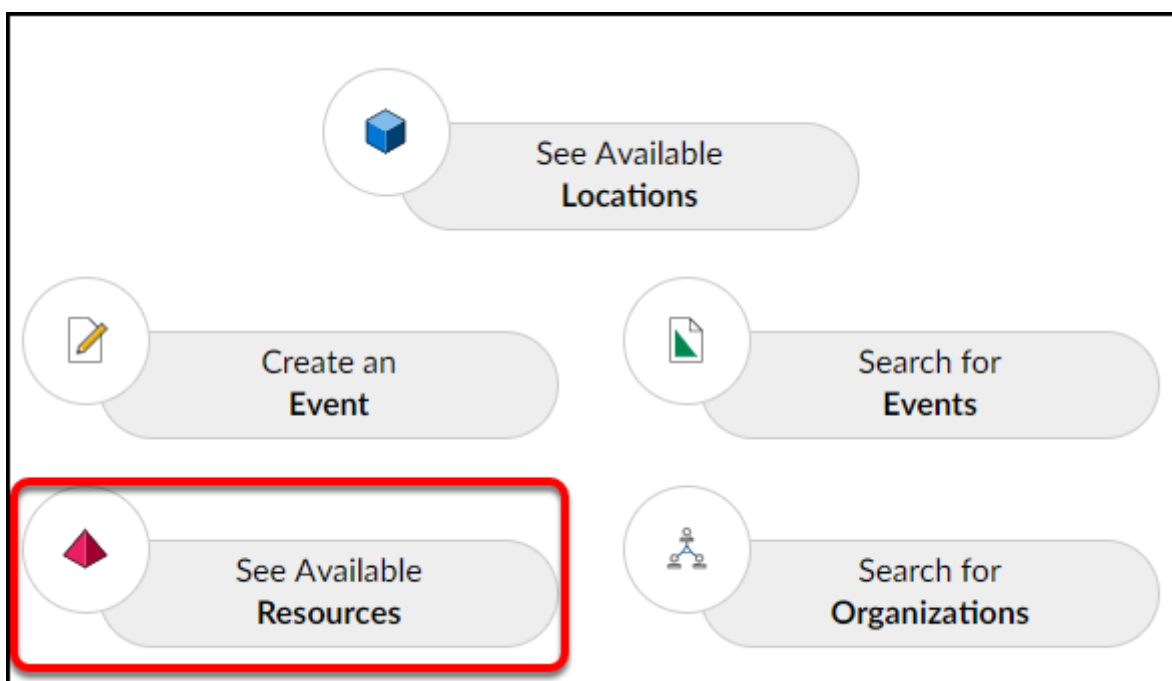 See Available
Locations
Create an
Event
Search for
Events
See Available
Resources
Search for
Organizations